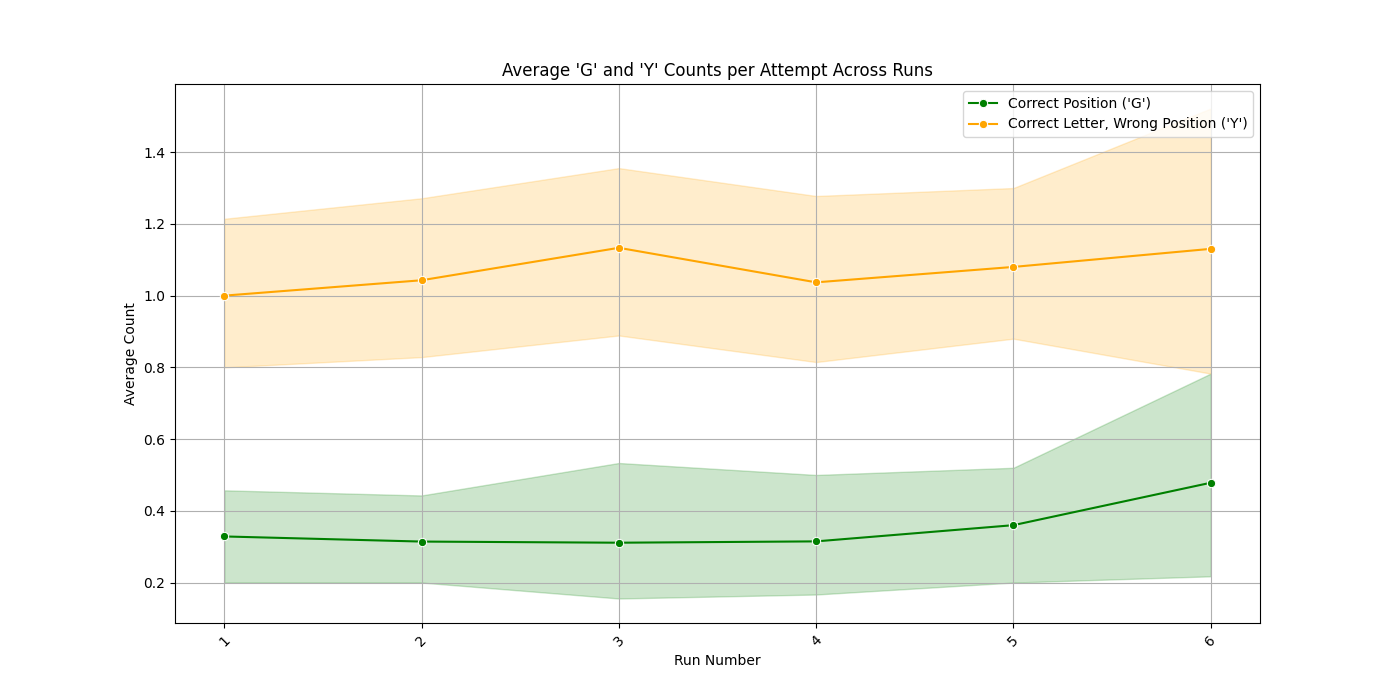 Average 'G' and 'Y' Counts per Attempt Across Runs
Correct Position ('G')
Correct Letter, Wrong Position ('Y')
Average Count
1.4
1.2
1.0
0.8
0.6
0.4
0.2
1 2 3 4 5 6
Run Number